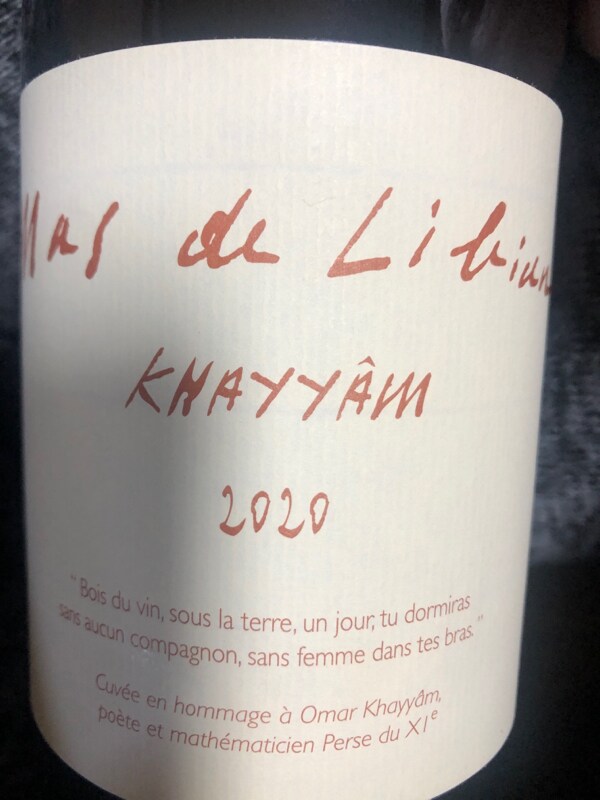 Mas de Libian
KHAYYÂM
2020
" Bois du vin, sous la terre, un jour, tu dormiras
sans aucun compagnon, sans femme dans tes bras. "
Cuvée en hommage à Omar Khayyâm,
poète et mathématicien Perse du XIe